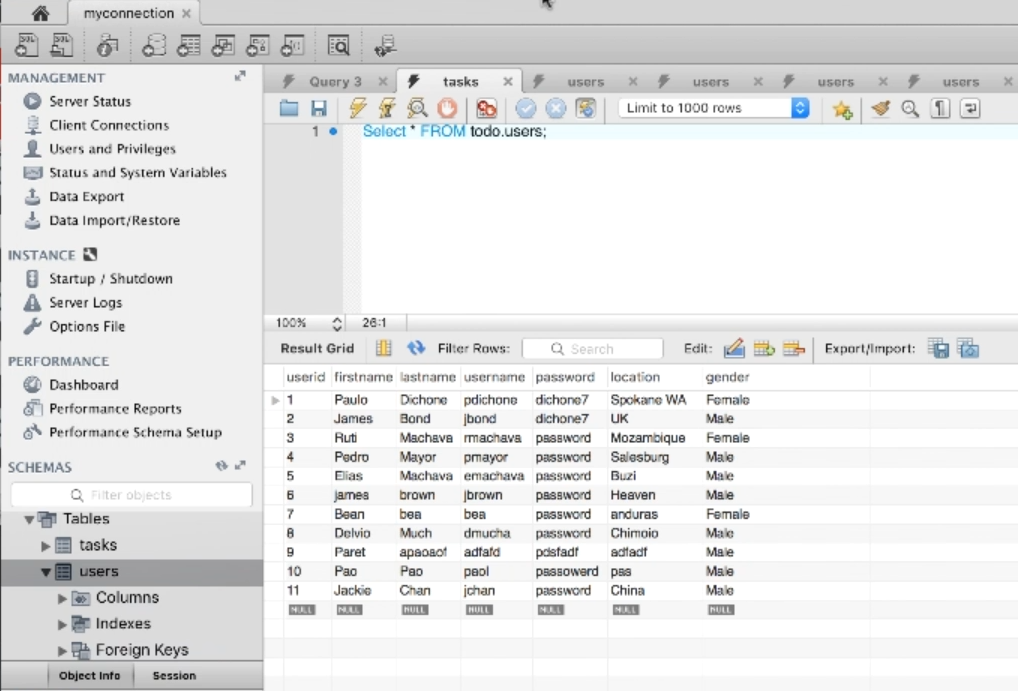 myconnection
MANAGEMENT
Server Status
Client Connections
Users and Privileges
Status and System Variables
Data Export
Data Import/Restore
INSTANCE
Startup / Shutdown
Server Logs
Options File
PERFORMANCE
Dashboard
Performance Reports
Performance Schema Setup
SCHEMAS
Filter objects
Tables
tasks
users
Columns
Indexes
Foreign Keys
Object Info Session
Query 3 tasks users users users users
Limit to 1000 rows
1 Select * FROM todo.users;
100% 26:1
Result Grid Filter Rows: Search Edit: Export/Import:
userid firstname lastname username password location gender
1 Paulo Dichone pdichone dichone7 Spokane WA Female
2 James Bond jbond dichone7 UK Male
3 Ruti Machava rmachava password Mozambique Female
4 Pedro Mayor pmayor password Salesburg Male
5 Elias Machava emachava password Buzi Male
6 james brown jbrown password Heaven Male
7 Bean bea bea password anduras Female
8 Delvio Much dmucha password Chimoio Male
9 Paret apaoaof adfafd pdsfadf adfadf Male
10 Pao Pao paol passowerd pas Male
11 Jackie Chan jchan password China Male
NULL NULL NULL NULL NULL NULL NULL